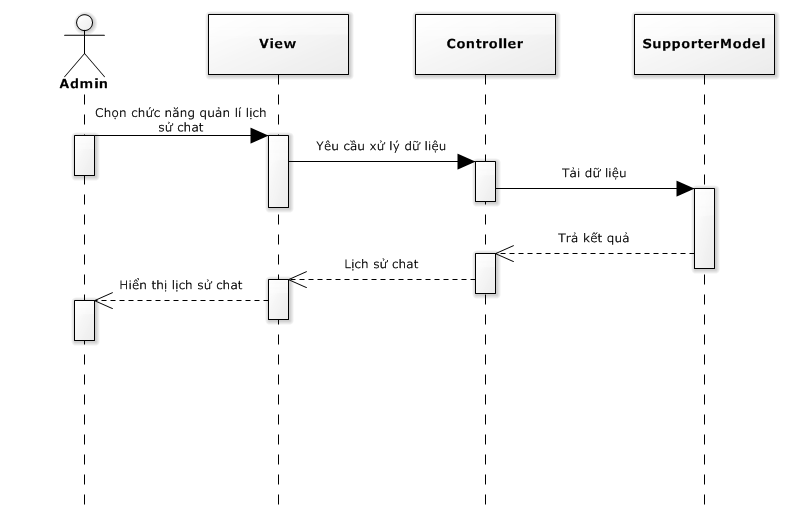 View
Controller
SupporterModel
Admin
Chọn chức năng quản lí lịch
sử chat
Yêu cầu xử lý dữ liệu
Tải dữ liệu
Trả kết quả
Lịch sử chat
Hiển thị lịch sử chat